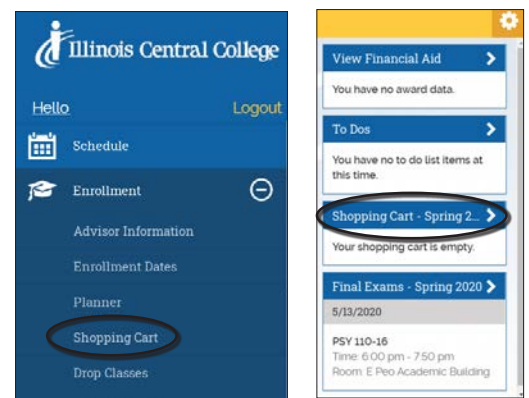 Illinois Central College
Hello
Logout
Schedule
Enrollment
Advisor Information
Enrollment Dates
Planner
Shopping Cart
Drop Classes
View Financial Aid
You have no award data.
To Dos
You have no to do list items at
this time.
Shopping Cart - Spring 2...
Your shopping cart is empty.
Final Exams - Spring 2020
5/13/2020
PSY 110-16
Time: 6:00 pm - 7:50 pm
Room: E Peo Academic Building